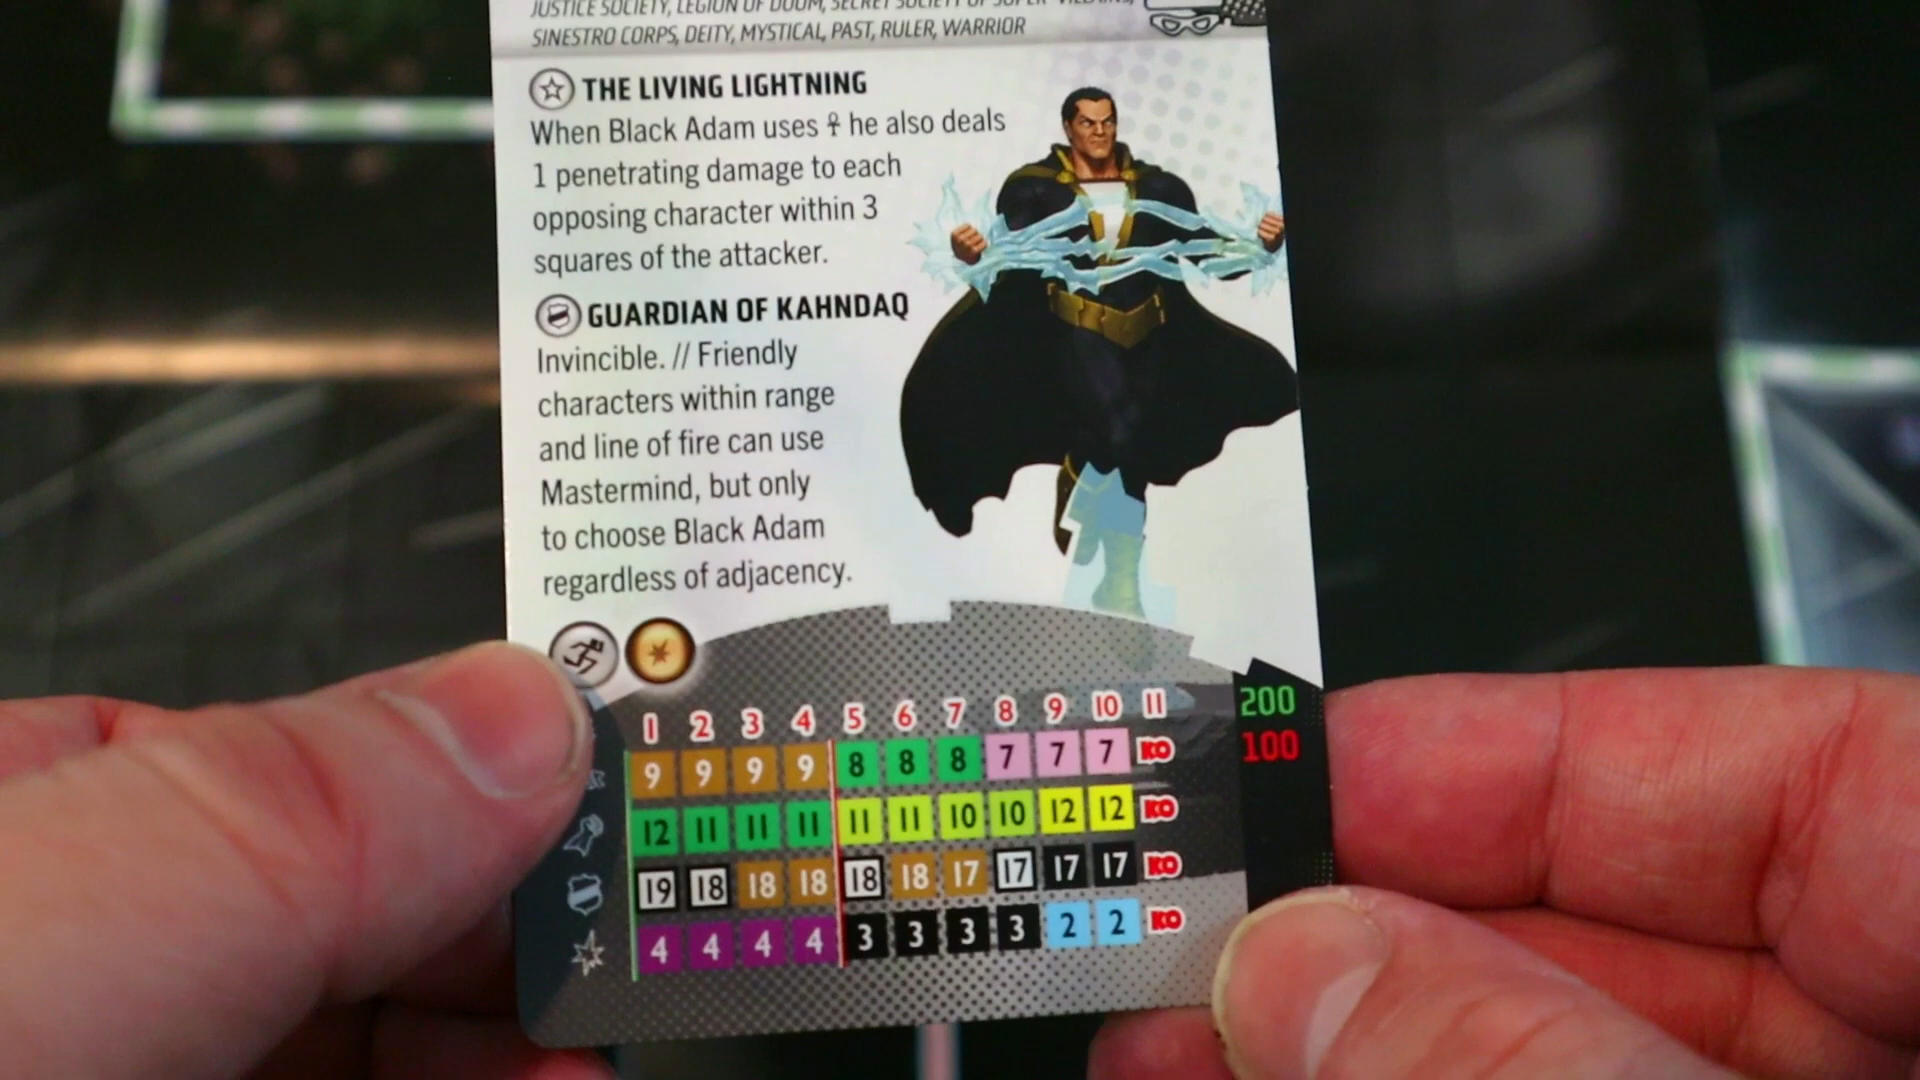 JUSTICE SOCIETY, LEGION OF DOOM, SECRET SOCIETY OF SUPER-VILLAINS,
SINESTRO CORPS, DEITY, MYSTICAL, PAST, RULER, WARRIOR
THE LIVING LIGHTNING
When Black Adam uses he also deals
1 penetrating damage to each
opposing character within 3
squares of the attacker.
GUARDIAN OF KAHNDAQ
Invincible. // Friendly
characters within range
and line of fire can use
Mastermind, but only
to choose Black Adam
regardless of adjacency.
1 2 3 4 5 6 7 8 9 10 11
200
9 9 9 9 8 8 8 7 7 7 KO
100
12 11 11 11 11 11 10 10 12 12 KO
19 18 18 18 18 18 17 17 17 17 KO
4 4 4 4 3 3 3 3 2 2 KO